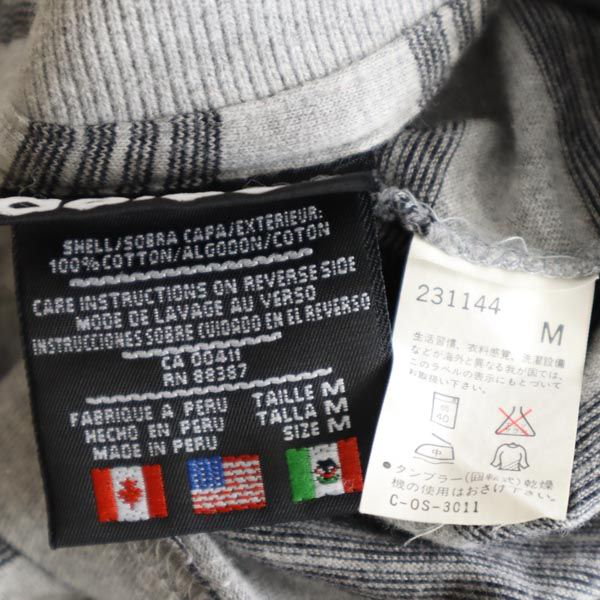 SHELL/SOBRA CAPA/EXTERIEUR:
100% COTTON/ALGODON/COTON
CARE INSTRUCTIONS ON REVERSE SIDE
MODE DE LAVAGE AU VERSO
INSTRUCCIONES SOBRE CUIDADO EN EL REVERSO
CA 00411
RN 88387
FABRIQUE A PERU
HECHO EN PERU
MADE IN PERU
TAILLE M
TALLA M
SIZE M
231144
M
生活習慣、衣料感覚、洗濯設備
などが海外と異なる我が国では、
このラベルの表示にもとづいて
お取扱い下さい。
40
中
●タンブラー(回転式)乾燥
機の使用はおさけ下さい。
C-OS-3011